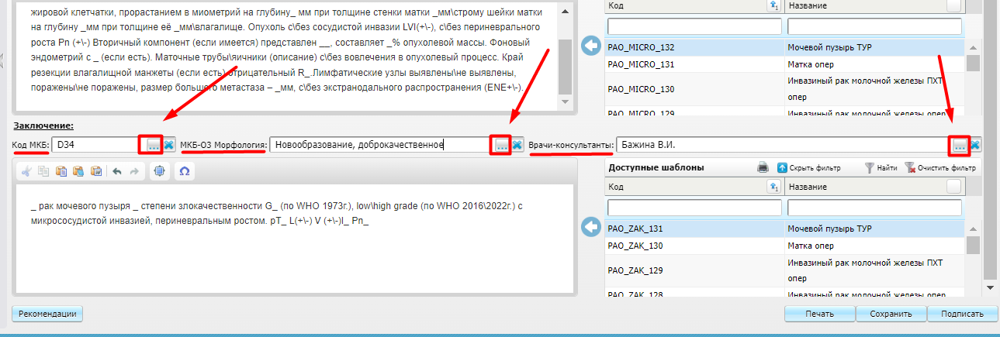 жировой клетчатки, прорастанием в миометрий на глубину_ мм при толщине стенки матки _мм\строму шейки матки
на глубину _мм при толщине её _мм\влагалище. Опухоль с\без сосудистой инвазии LVI(+\-), с\без периневрального
роста Pn (+\-) Вторичный компонент (если имеется) представлен __, составляет _% опухолевой массы. Фоновый
эндометрий с _ (если есть). Маточные трубы\яичники (описание) с\без вовлечения в опухолевый процесс. Край
резекции влагалищной манжеты (если есть) отрицательный R_.Лимфатические узлы выявлены\не выявлены,
поражены\не поражены, размер большего метастаза – _мм, с\без экстранодального распространения (ENE+\-).
Код Название
PAO_MICRO_132 Мочевой пузырь ТУР
PAO_MICRO_131 Матка опер
PAO_MICRO_130 Инвазиный рак молочной железы ПХТ
опер
PAO_MICRO_129 Инвазиный рак молочной железы опер
Заключение:
Код МКБ: D34 ... МКБ-О3 Морфология: Новообразование, доброкачественное ... Врачи-консультанты: Бажина В.И. ...
Доступные шаблоны Скрыть фильтр Найти Очистить фильтр
Код Название
_ рак мочевого пузыря _ степени злокачественности G_ (по WHO 1973г.), low\high grade (по WHO 2016\2022г.) с
микрососудистой инвазией, периневральным ростом. pT_ L(+\-) V (+\-)I_ Pn_
PAO_ZAK_131 Мочевой пузырь ТУР
PAO_ZAK_130 Матка опер
PAO_ZAK_129 Инвазиный рак молочной железы ПХТ
опер
PAO_ZAK_128 Инвазиный рак молочной железы опер
Рекомендации Печать Сохранить Подписать